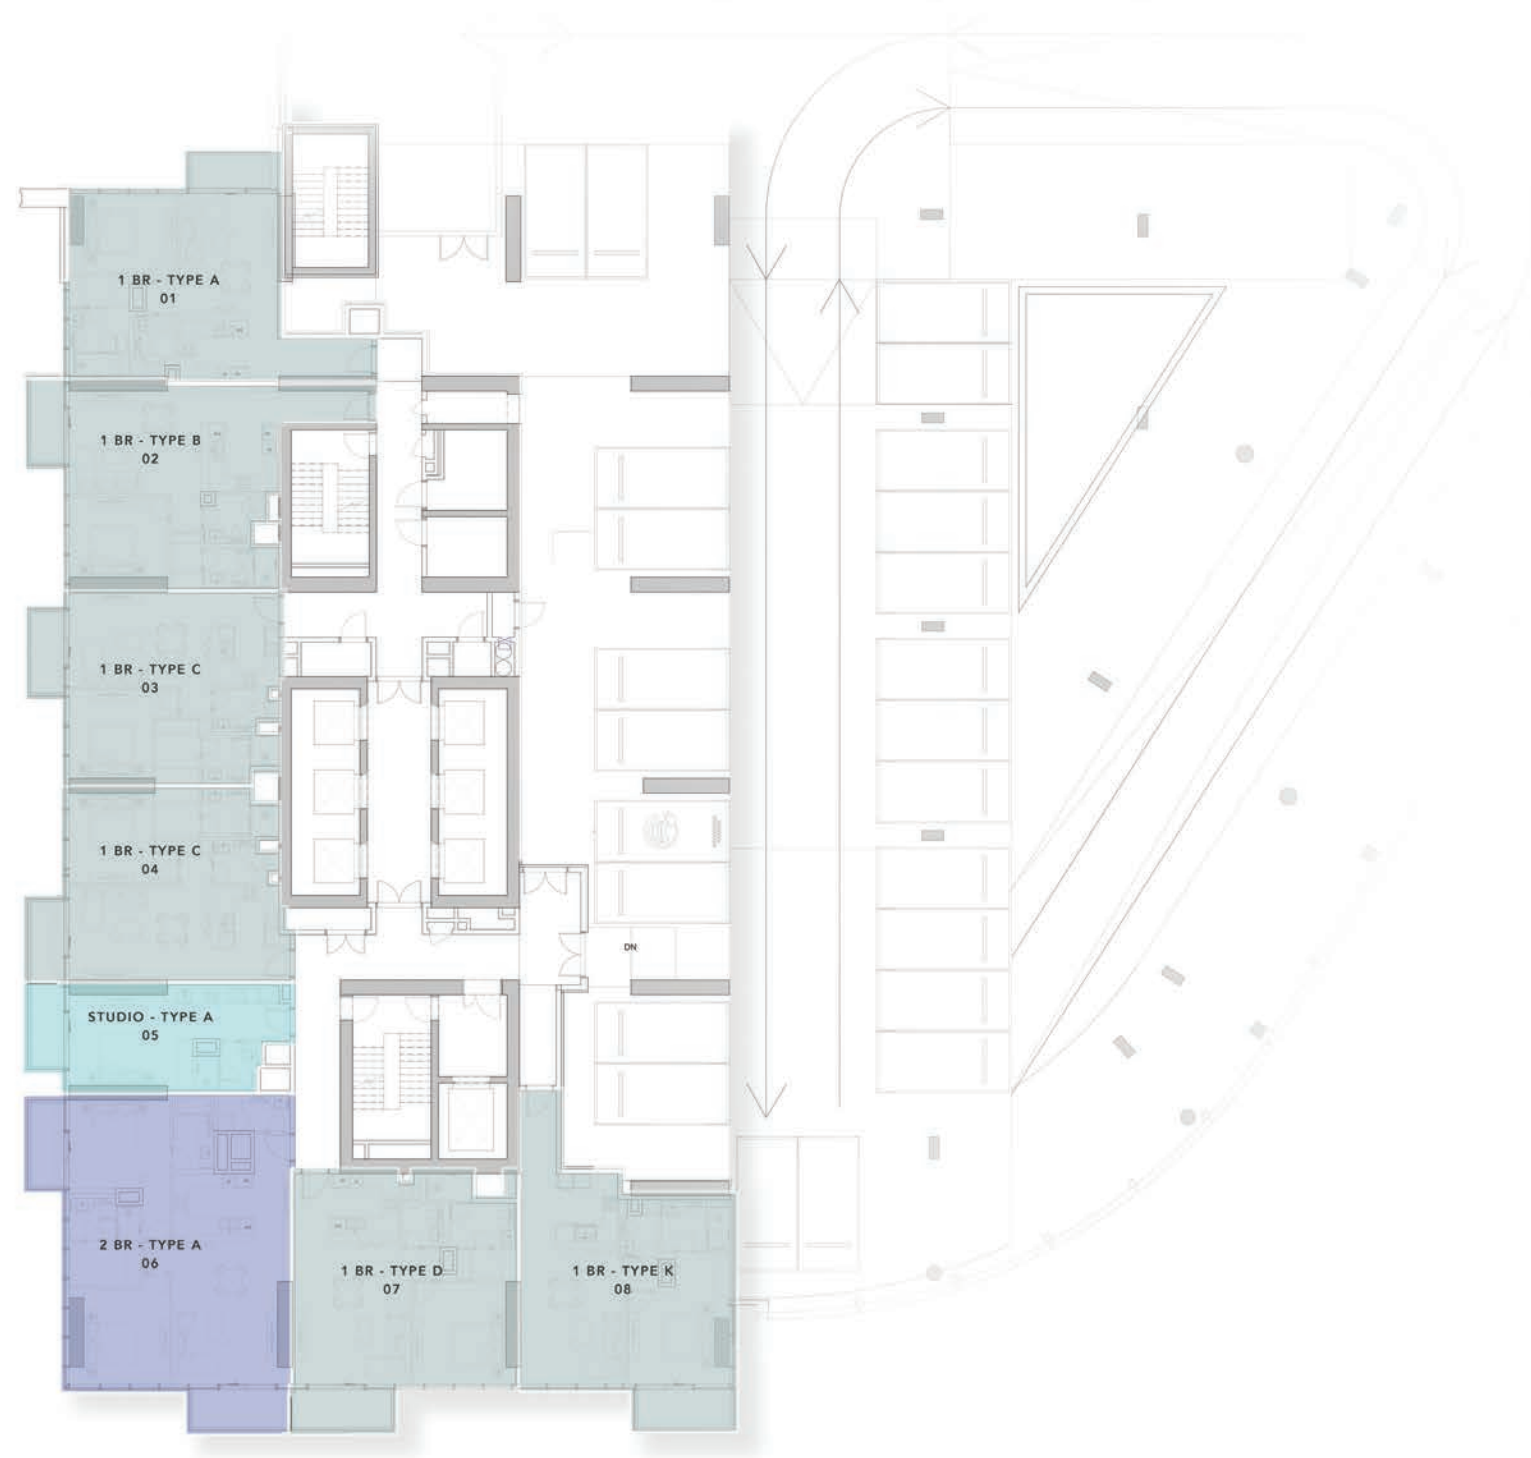 1 BR - TYPE A
01
1 BR - TYPE B
02
1 BR - TYPE C
03
1 BR - TYPE C
04
DN
STUDIO - TYPE A
05
2 BR - TYPE A
06
1 BR - TYPE D
07
1 BR - TYPE K
08